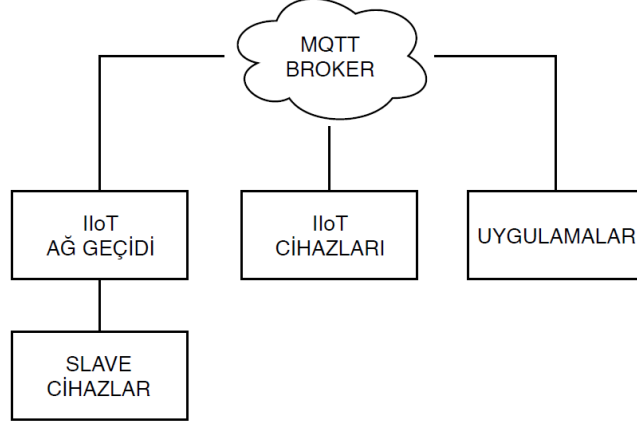 MQTT
BROKER
IIoT
AĞ GEÇİDİ
IIoT
CİHAZLARI
UYGULAMALAR
SLAVE
CİHAZLAR